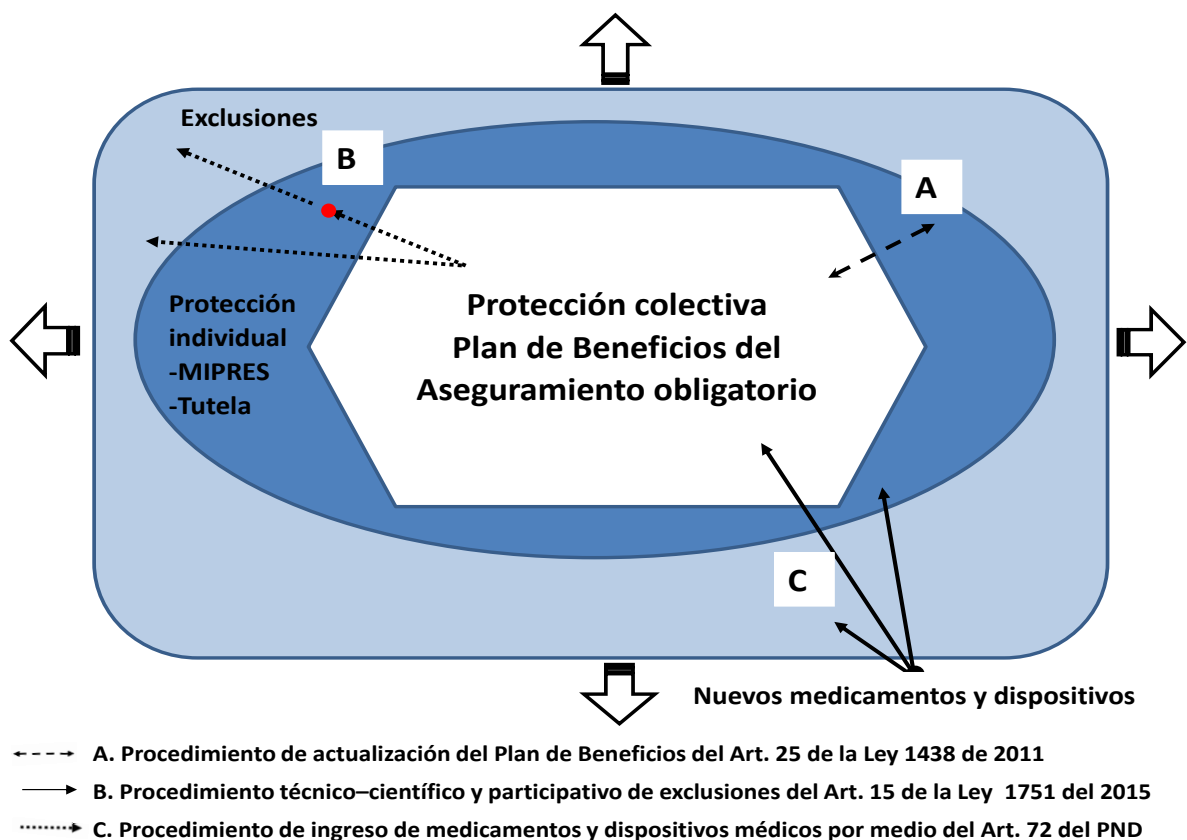 Exclusiones
B
A
Protección
individual
-MIPRES
-Tutela
Protección colectiva
Plan de Beneficios del
Aseguramiento obligatorio
C
Nuevos medicamentos y dispositivos
A. Procedimiento de actualización del Plan de Beneficios del Art. 25 de la Ley 1438 de 2011
B. Procedimiento técnico–científico y participativo de exclusiones del Art. 15 de la Ley 1751 del 2015
C. Procedimiento de ingreso de medicamentos y dispositivos médicos por medio del Art. 72 del PND